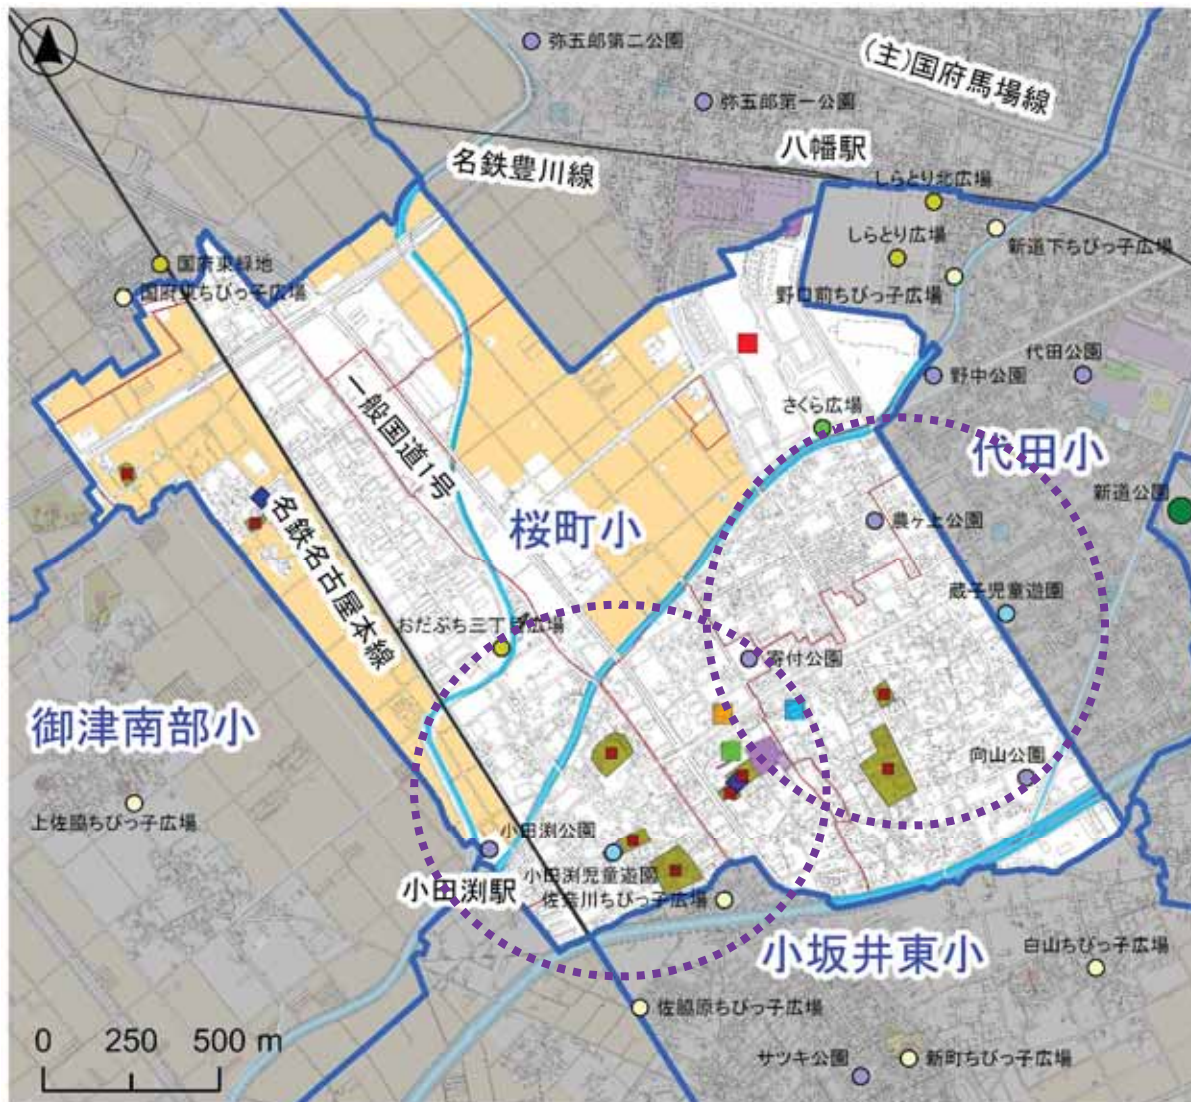 弥五郎第二公園
(主)国府馬場線
弥五郎第一公園
八幡駅
名鉄豊川線
しらとり北広場
しらとり広場
新道下ちびっ子広場
国府東緑地
野口前ちびっ子広場
国府東ちびっ子広場
代田公園
野中公園
一般国道1号
さくら広場
代田小
新道公園
桜町小
農ヶ上公園
名鉄名古屋本線
蔵子児童遊園
おだぶち三丁目広場
寄付公園
御津南部小
向山公園
上佐脇ちびっ子広場
小田渕公園
小田渕児童遊園
小田渕駅
佐奈川ちびっ子広場
小坂井東小
白山ちびっ子広場
佐脇原ちびっ子広場
0 250 500 m
サツキ公園
新町ちびっ子広場